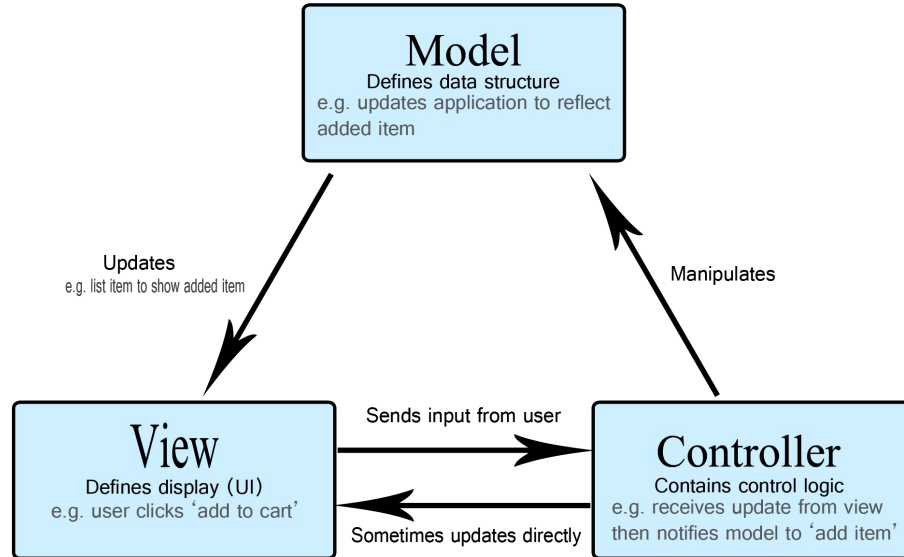 Model
Defines data structure
e.g. updates application to reflect
added item
Updates
e.g. list item to show added item
Manipulates
View
Defines display (UI)
e.g. user clicks ‘add to cart’
Sends input from user
Sometimes updates directly
Controller
Contains control logic
e.g. receives update from view
then notifies model to ‘add item’